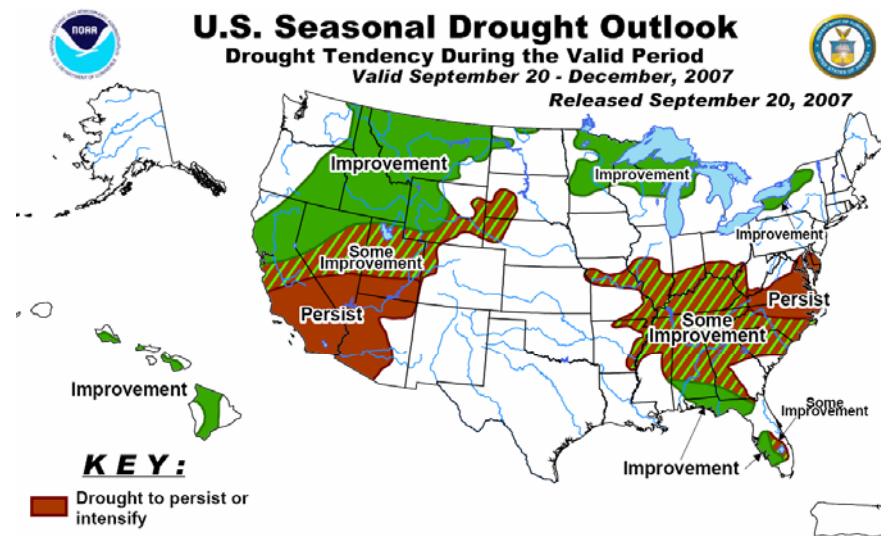 U.S. Seasonal Drought Outlook
Drought Tendency During the Valid Period
Valid September 20 - December, 2007
Released September 20, 2007
NOAA
Improvement
Improvement
Improvement
Some
Improvement
Persist
Persist
Some
Improvement
Improvement
Some
Improvement
Improvement
KEY:
Drought to persist or
intensify